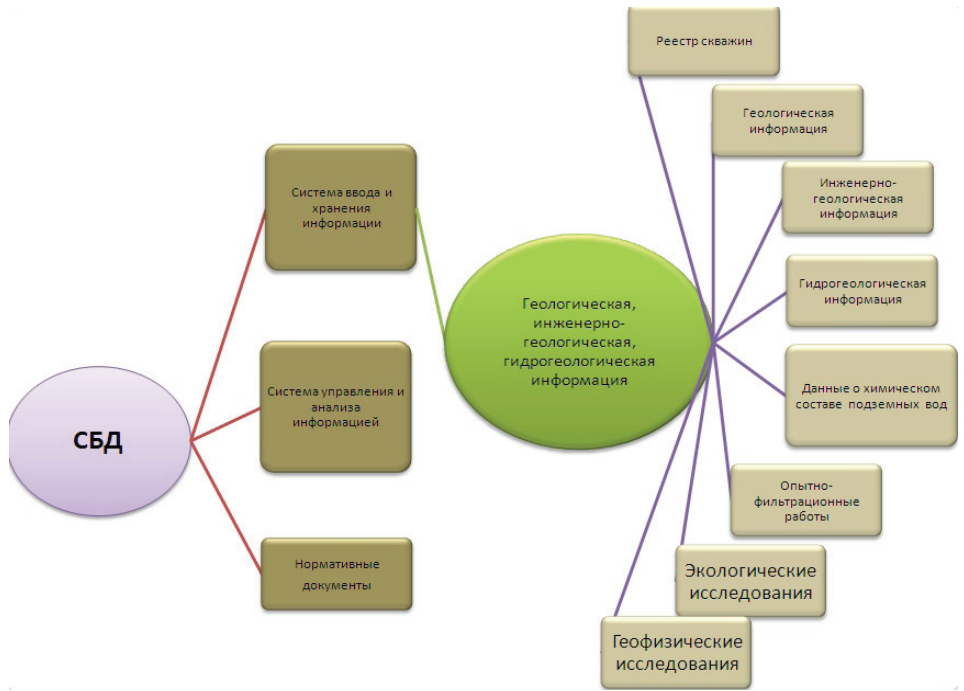 СБД
Система ввода и
хранения
информации
Система управления и
анализа
информацией
Нормативные
документы
Геологическая,
инженерно-
геологическая,
гидрогеологическая
информация
Реестр скважин
Геологическая
информация
Инженерно-
геологическая
информация
Гидрогеологическая
информация
Данные о химическом
составе подземных вод
Опытно-
фильтрационные
работы
Экологические
исследования
Геофизические
исследования